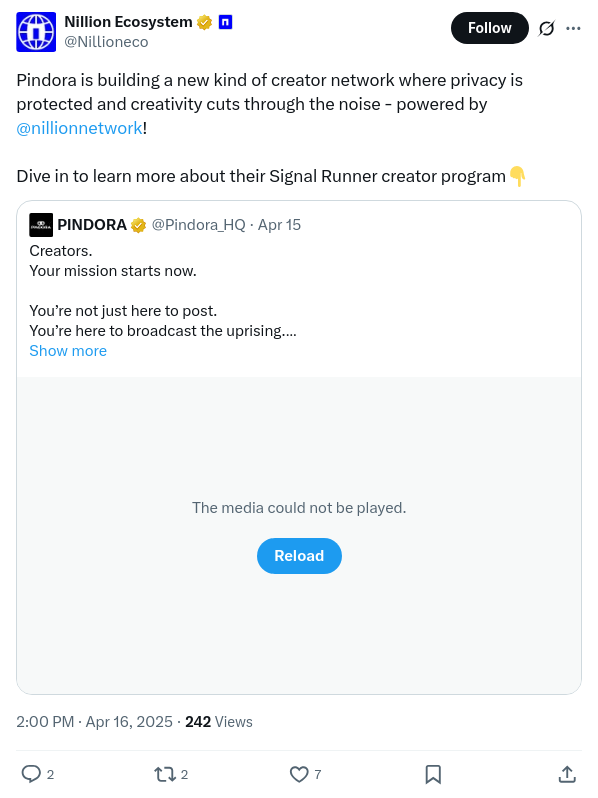 Nillion Ecosystem
@Nillioneco
Follow
Pindora is building a new kind of creator network where privacy is
protected and creativity cuts through the noise - powered by
@nillionnetwork!
Dive in to learn more about their Signal Runner creator program👇
PINDORA @Pindora_HQ · Apr 15
Creators.
Your mission starts now.
You’re not just here to post.
You’re here to broadcast the uprising....
Show more
The media could not be played.
Reload
2:00 PM · Apr 16, 2025 · 242 Views
2
2
7